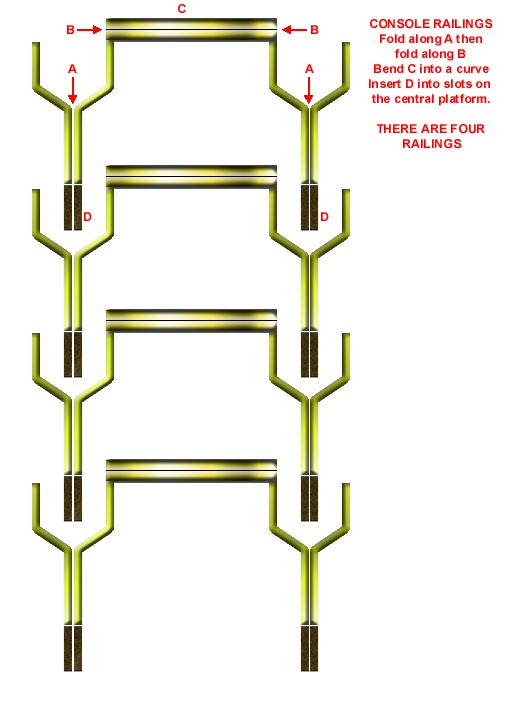 C
CONSOLE RAILINGS
Fold along A then
fold along B
Bend C into a curve
Insert D into slots on
the central platform.
THERE ARE FOUR
RAILINGS
B
B
A
A
D
D